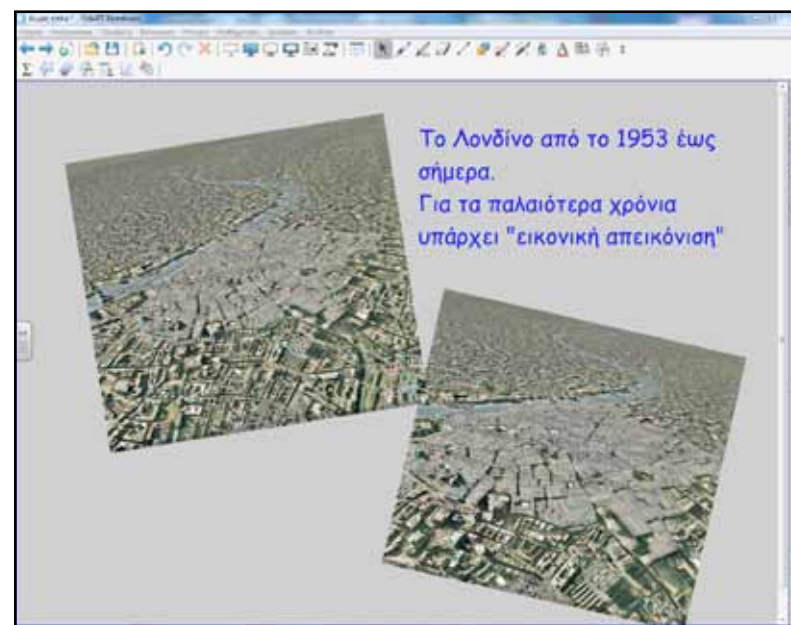 Το Λονδίνο από το 1953 έως
σήμερα.
Για τα παλαιότερα χρόνια
υπάρχει "εικονική απεικόνιση"